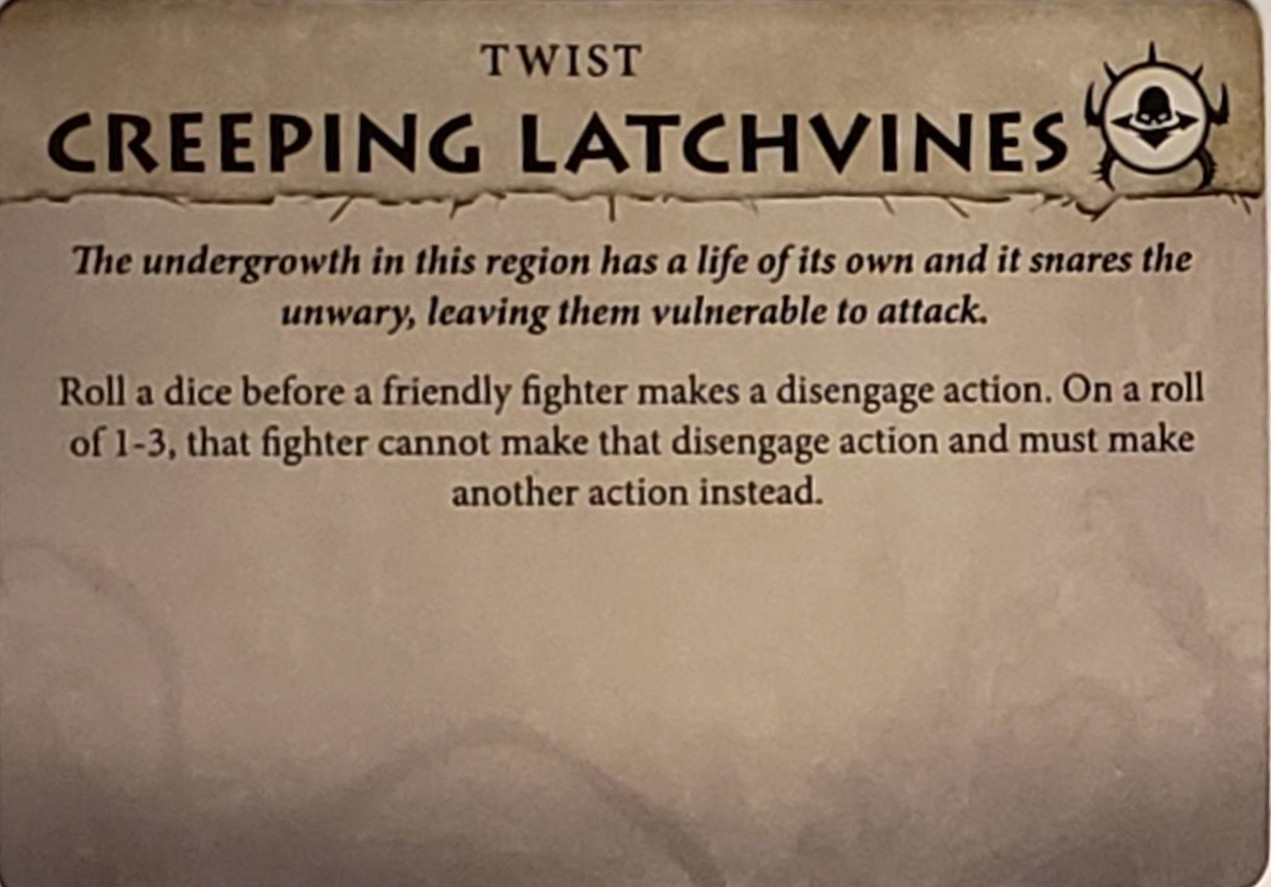 TWIST
CREEPING LATCHVINES
The undergrowth in this region has a life of its own and it snares the
unwary, leaving them vulnerable to attack.
Roll a dice before a friendly fighter makes a disengage action. On a roll
of 1-3, that fighter cannot make that disengage action and must make
another action instead.